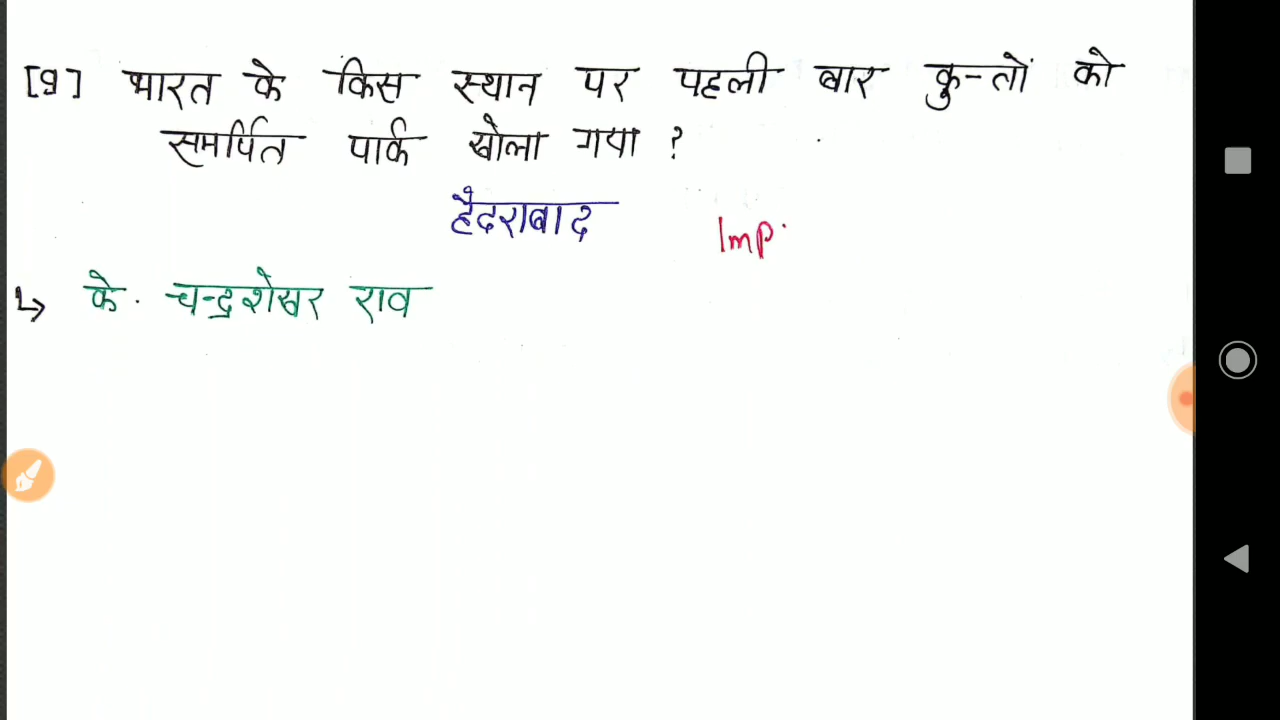 [9] भारत के किस स्थान पर पहली बार कुत्तों को
समर्पित पार्क खोला गया ?
हैदराबाद
Imp.
↳ के. चन्द्रशेखर राव